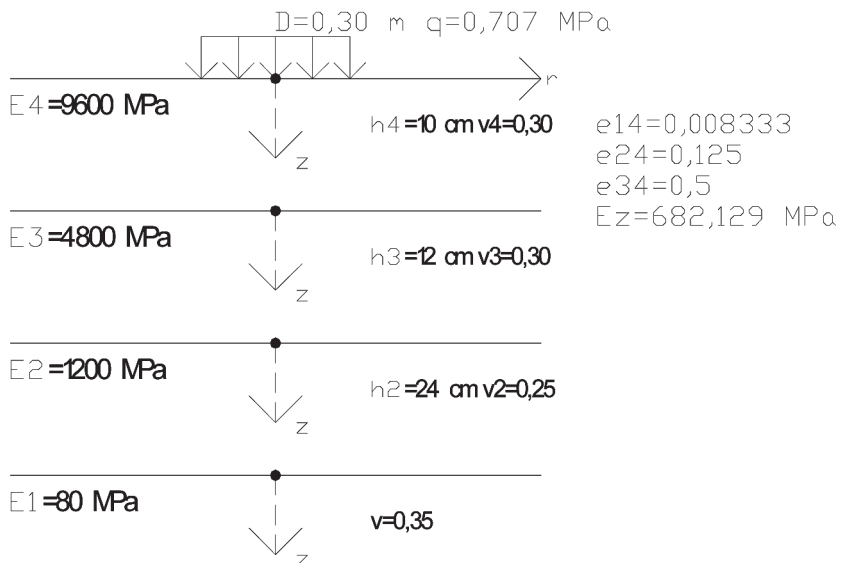 D=0,30 m q=0,707 MPa
r
E4=9600 MPa
h4=10 cm v4=0,30
z
e14=0,008333
e24=0,125
e34=0,5
Ez=682,129 MPa
E3=4800 MPa
h3=12 cm v3=0,30
z
E2=1200 MPa
h2=24 cm v2=0,25
z
E1=80 MPa
v=0,35
z